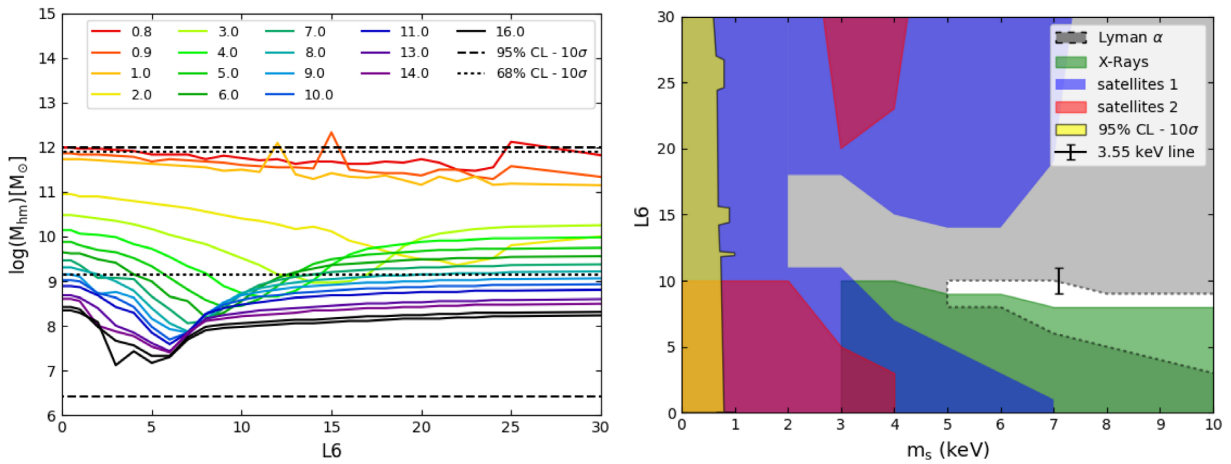 15
14
13
12
11
10
9
8
7
6
log(M_hm)[M_⊙]
0.8 3.0 7.0 11.0 16.0
0.9 4.0 8.0 13.0 95% CL - 10σ
1.0 5.0 9.0 14.0 68% CL - 10σ
2.0 6.0 10.0
0 5 10 15 20 25 30
L6
30
25
20
15
10
5
0
L6
Lyman α
X-Rays
satellites 1
satellites 2
95% CL - 10σ
3.55 keV line
0 1 2 3 4 5 6 7 8 9 10
m_s (keV)